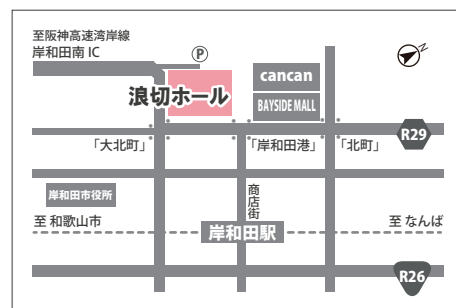 至阪神高速湾岸線
岸和田南 IC
P
N
cancan
浪切ホール
BAYSIDE MALL
「大北町」
「岸和田港」
「北町」
R29
岸和田市役所
商店街
至 和歌山市
至 なんば
岸和田駅
R26